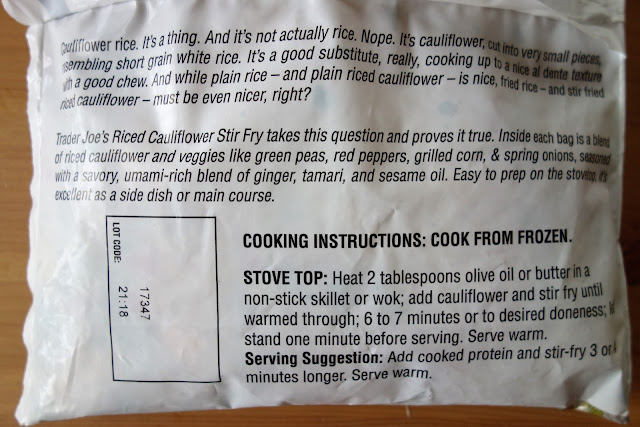 Cauliflower rice. It's a thing. And it's not actually rice. Nope. It's cauliflower, cut into very small pieces,
resembling short grain white rice. It's a good substitute, really, cooking up to a nice al dente texture
with a good chew. And while plain rice – and plain riced cauliflower – is nice, fried rice – and stir fried
riced cauliflower – must be even nicer, right?
Trader Joe's Riced Cauliflower Stir Fry takes this question and proves it true. Inside each bag is a blend
of riced cauliflower and veggies like green peas, red peppers, grilled corn, & spring onions, seasoned
with a savory, umami-rich blend of ginger, tamari, and sesame oil. Easy to prep on the stovetop, it's
excellent as a side dish or main course.
LOT CODE:
17347
21:18
COOKING INSTRUCTIONS: COOK FROM FROZEN.
STOVE TOP: Heat 2 tablespoons olive oil or butter in a
non-stick skillet or wok; add cauliflower and stir fry until
warmed through; 6 to 7 minutes or to desired doneness;
stand one minute before serving. Serve warm.
Serving Suggestion: Add cooked protein and stir-fry 3 or 4
minutes longer. Serve warm.